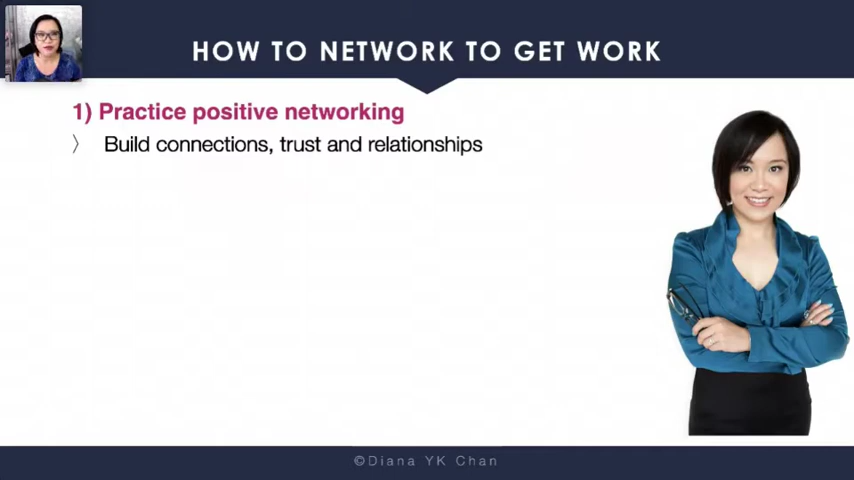 HOW TO NETWORK TO GET WORK
1) Practice positive networking
〉 Build connections, trust and relationships
©Diana YK Chan